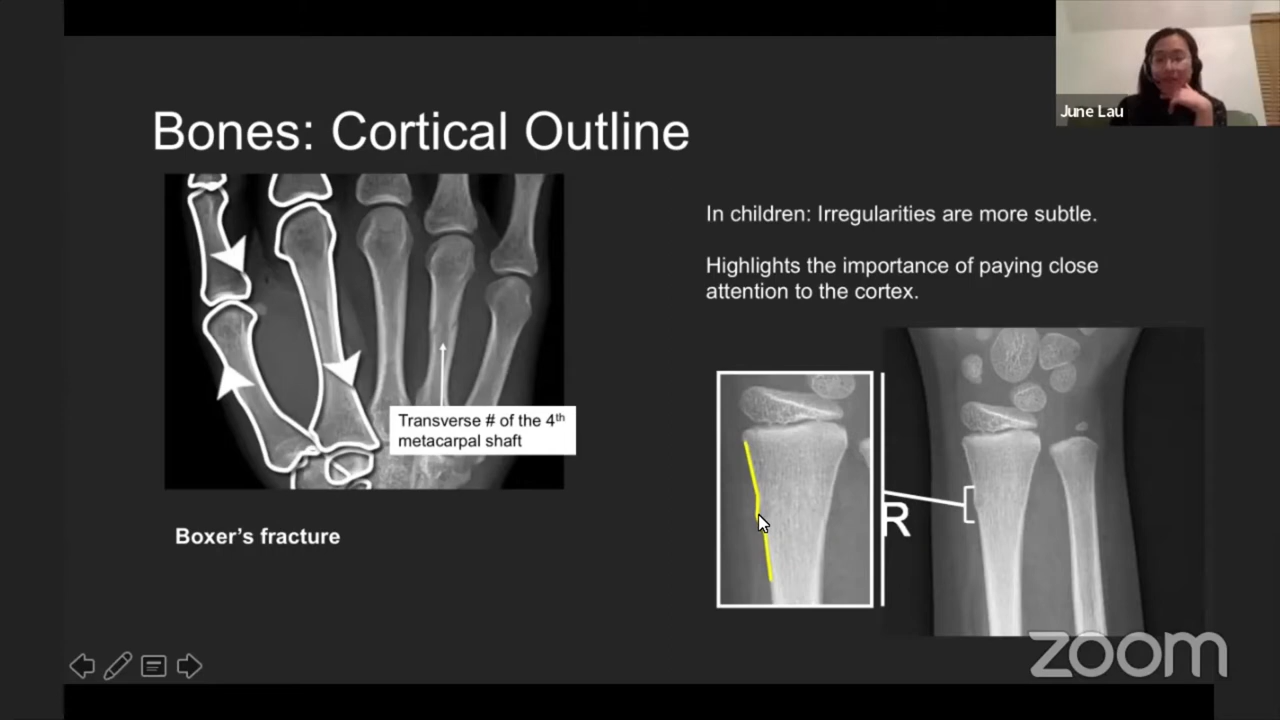 June Lau
Bones: Cortical Outline
In children: Irregularities are more subtle.
Highlights the importance of paying close
attention to the cortex.
Transverse # of the 4th
metacarpal shaft
R
Boxer’s fracture
zoom